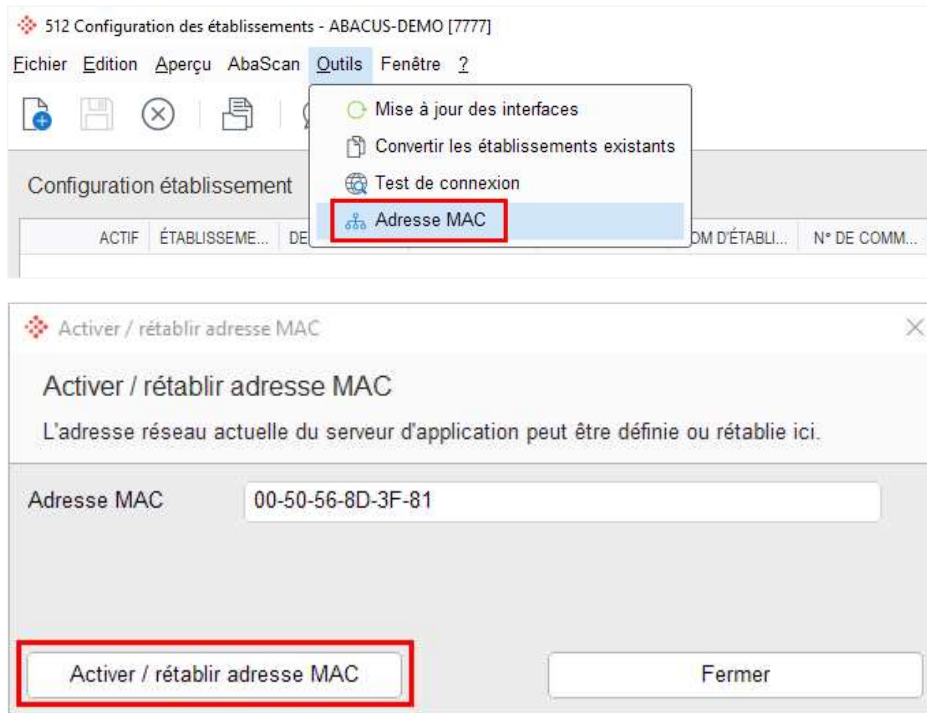 512 Configuration des établissements - ABACUS-DEMO [7777]
Fichier Edition Aperçu AbaScan Outils Fenêtre ?
Mise à jour des interfaces
Convertir les établissements existants
Configuration établissement
Test de connexion
Adresse MAC
ACTIF ÉTABLISSEME... DE OM D'ÉTABLI... N° DE COMM...
Activer / rétablir adresse MAC
Activer / rétablir adresse MAC
L'adresse réseau actuelle du serveur d'application peut être définie ou rétablie ici.
Adresse MAC 00-50-56-8D-3F-81
Activer / rétablir adresse MAC Fermer